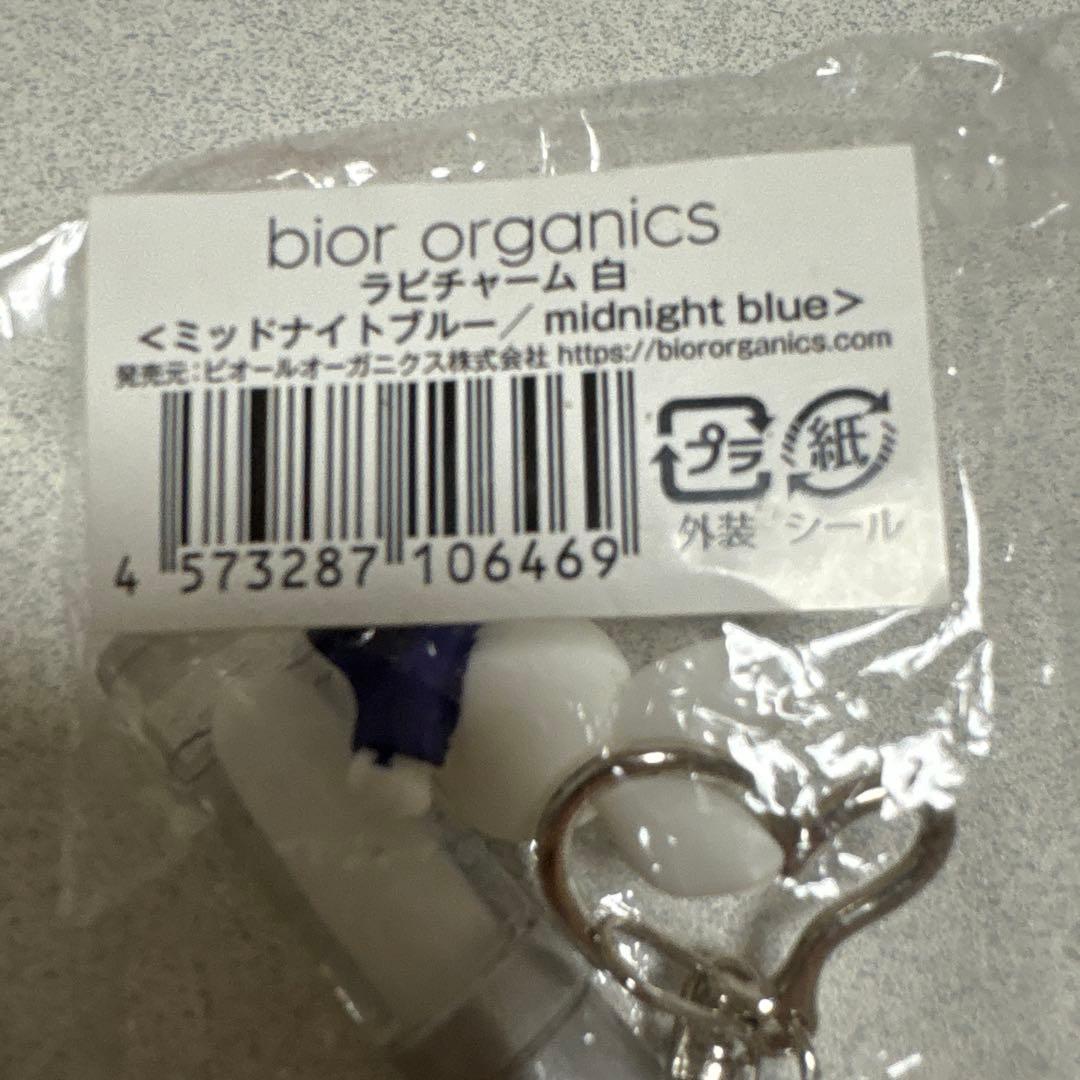 bior organics
ラビチャーム 白
<ミッドナイトブルー／ midnight blue>
発売元：ビオールオーガニクス株式会社 https://biororganics.com
プラ 紙
外装 シール
4 573287 106469